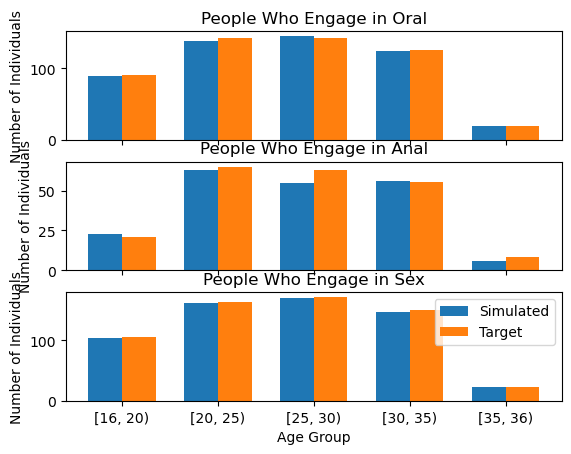 People Who Engage in Oral
Number of Individuals
100
0
People Who Engage in Anal
Number of Individuals
50
25
0
People Who Engage in Sex
Number of Individuals
Simulated
Target
100
0
[16, 20)
[20, 25)
[25, 30)
[30, 35)
[35, 36)
Age Group